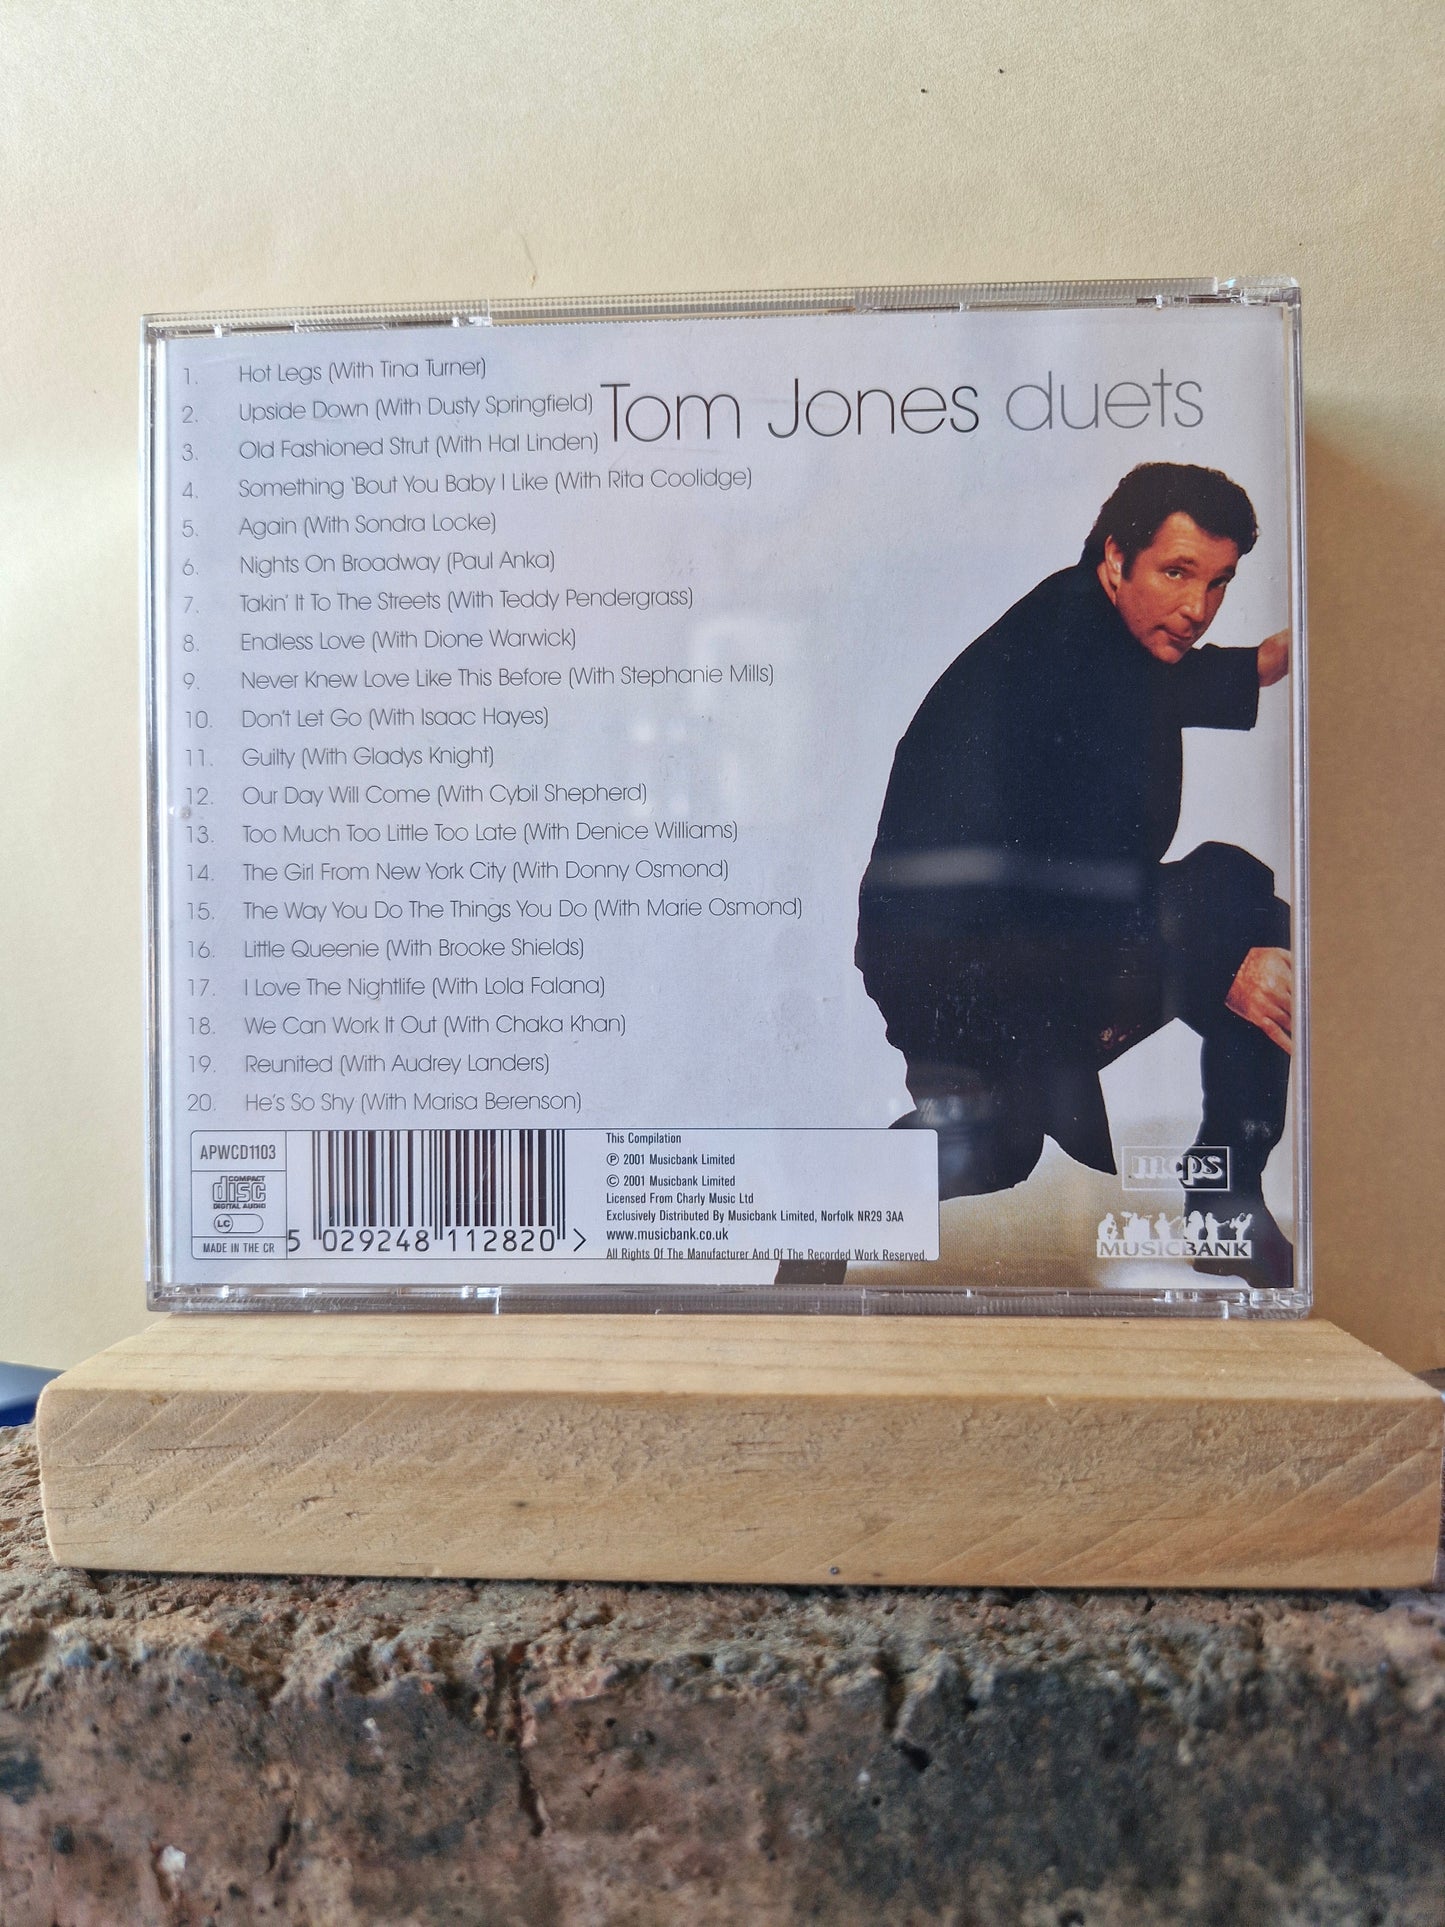 Tom Jones duets
1. Hot Legs (With Tina Turner)
2. Upside Down (With Dusty Springfield)
3. Old Fashioned Strut (With Hal Linden)
4. Something 'Bout You Baby I Like (With Rita Coolidge)
5. Again (With Sondra Locke)
6. Nights On Broadway (Paul Anka)
7. Takin' It To The Streets (With Teddy Pendergrass)
8. Endless Love (With Dione Warwick)
9. Never Knew Love Like This Before (With Stephanie Mills)
10. Don't Let Go (With Isaac Hayes)
11. Guilty (With Gladys Knight)
12. Our Day Will Come (With Cybil Shepherd)
13. Too Much Too Little Too Late (With Denice Williams)
14. The Girl From New York City (With Donny Osmond)
15. The Way You Do The Things You Do (With Marie Osmond)
16. Little Queenie (With Brooke Shields)
17. I Love The Nightlife (With Lola Falana)
18. We Can Work It Out (With Chaka Khan)
19. Reunited (With Audrey Landers)
20. He's So Shy (With Marisa Berenson)
APWCD1103
COMPACT
disc
DIGITAL AUDIO
LC
MADE IN THE CR
5 029248 112820 >
This Compilation
℗ 2001 Musicbank Limited
© 2001 Musicbank Limited
Licensed From Charly Music Ltd
Exclusively Distributed By Musicbank Limited, Norfolk NR29 3AA
www.musicbank.co.uk
All Rights Of The Manufacturer And Of The Recorded Work Reserved.
mcps
MUSICBANK